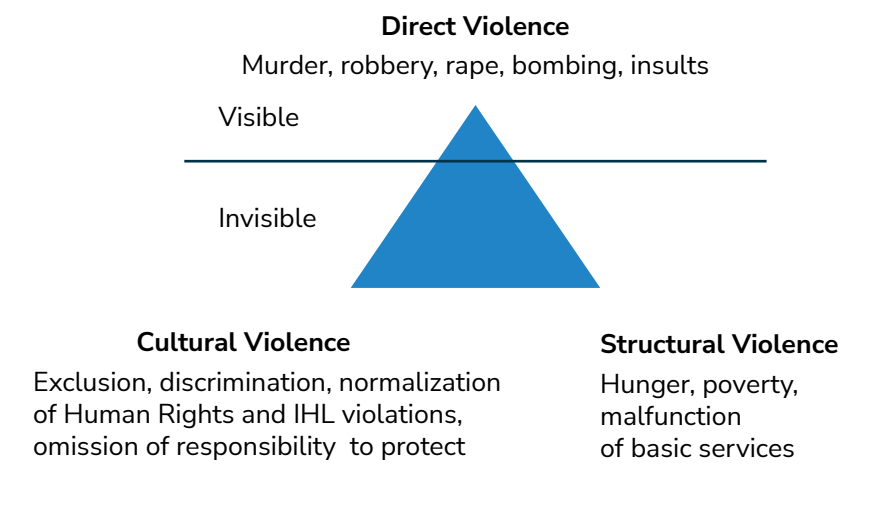 Direct Violence
Murder, robbery, rape, bombing, insults
Visible
Invisible
Cultural Violence
Exclusion, discrimination, normalization
of Human Rights and IHL violations,
omission of responsibility  to protect
Structural Violence
Hunger, poverty,
malfunction
of basic services